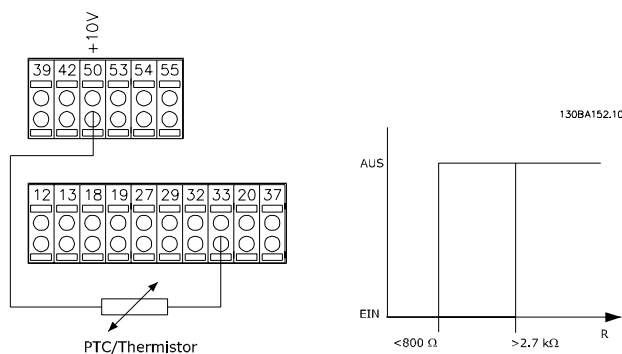 +10V
39 42 50 53 54 55
130BA152.10
12 13 18 19 27 29 32 33 20 37
PTC/Thermistor
AUS
EIN
<800 Ω
>2.7 kΩ
R